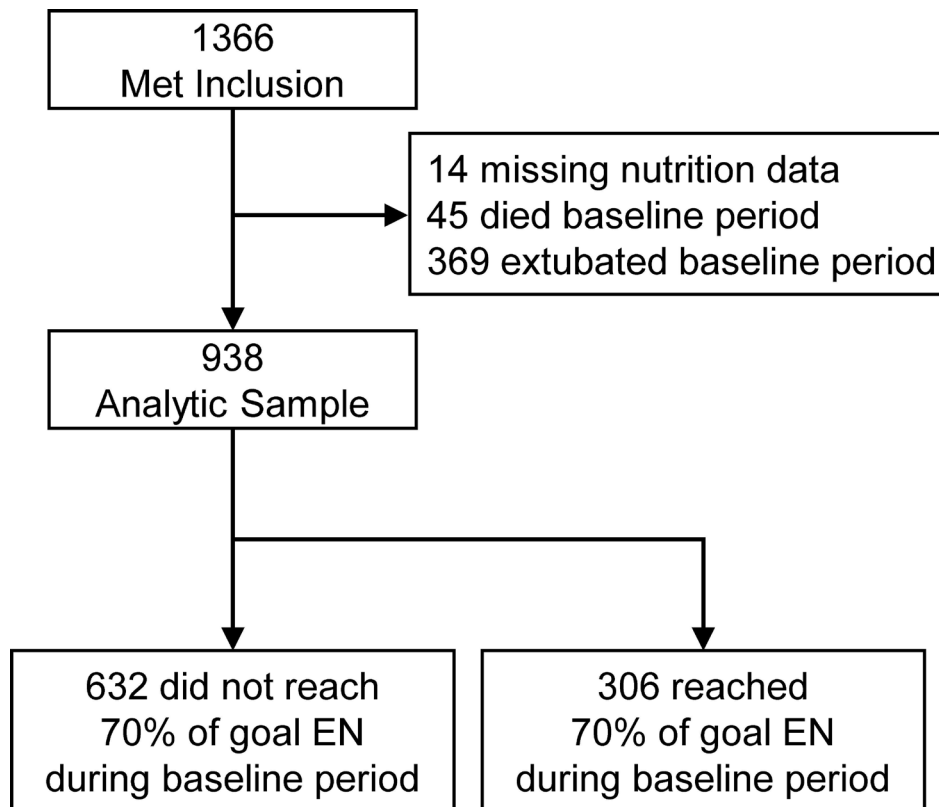 1366
Met Inclusion
14 missing nutrition data
45 died baseline period
369 extubated baseline period
938
Analytic Sample
632 did not reach
70% of goal EN
during baseline period
306 reached
70% of goal EN
during baseline period